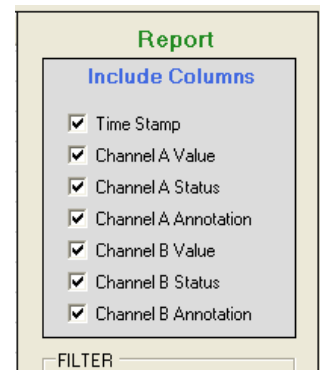 Report
Include Columns
Time Stamp
Channel A Value
Channel A Status
Channel A Annotation
Channel B Value
Channel B Status
Channel B Annotation
FILTER